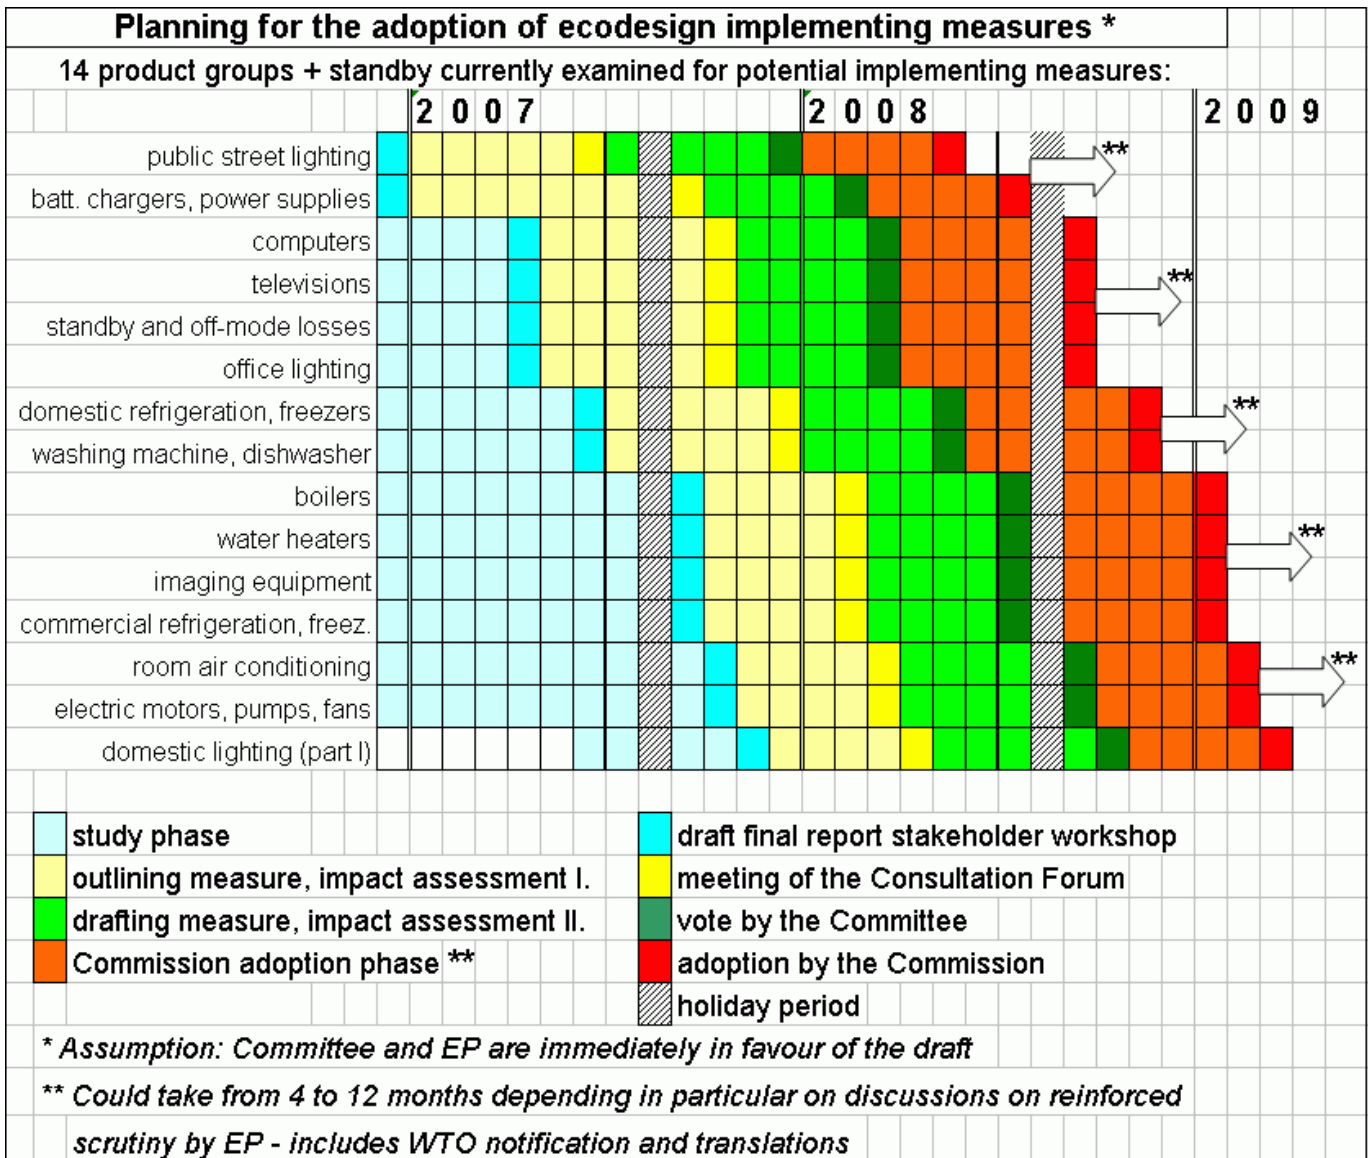 Planning for the adoption of ecodesign implementing measures *
14 product groups + standby currently examined for potential implementing measures:
2 0 0 7 2 0 0 8 2 0 0 9
public street lighting **
batt. chargers, power supplies
computers
televisions **
standby and off-mode losses
office lighting
domestic refrigeration, freezers **
washing machine, dishwasher
boilers
water heaters **
imaging equipment
commercial refrigeration, freez.
room air conditioning **
electric motors, pumps, fans
domestic lighting (part I)
study phase draft final report stakeholder workshop
outlining measure, impact assessment I. meeting of the Consultation Forum
drafting measure, impact assessment II. vote by the Committee
Commission adoption phase ** adoption by the Commission
holiday period
* Assumption: Committee and EP are immediately in favour of the draft
** Could take from 4 to 12 months depending in particular on discussions on reinforced
scrutiny by EP - includes WTO notification and translations